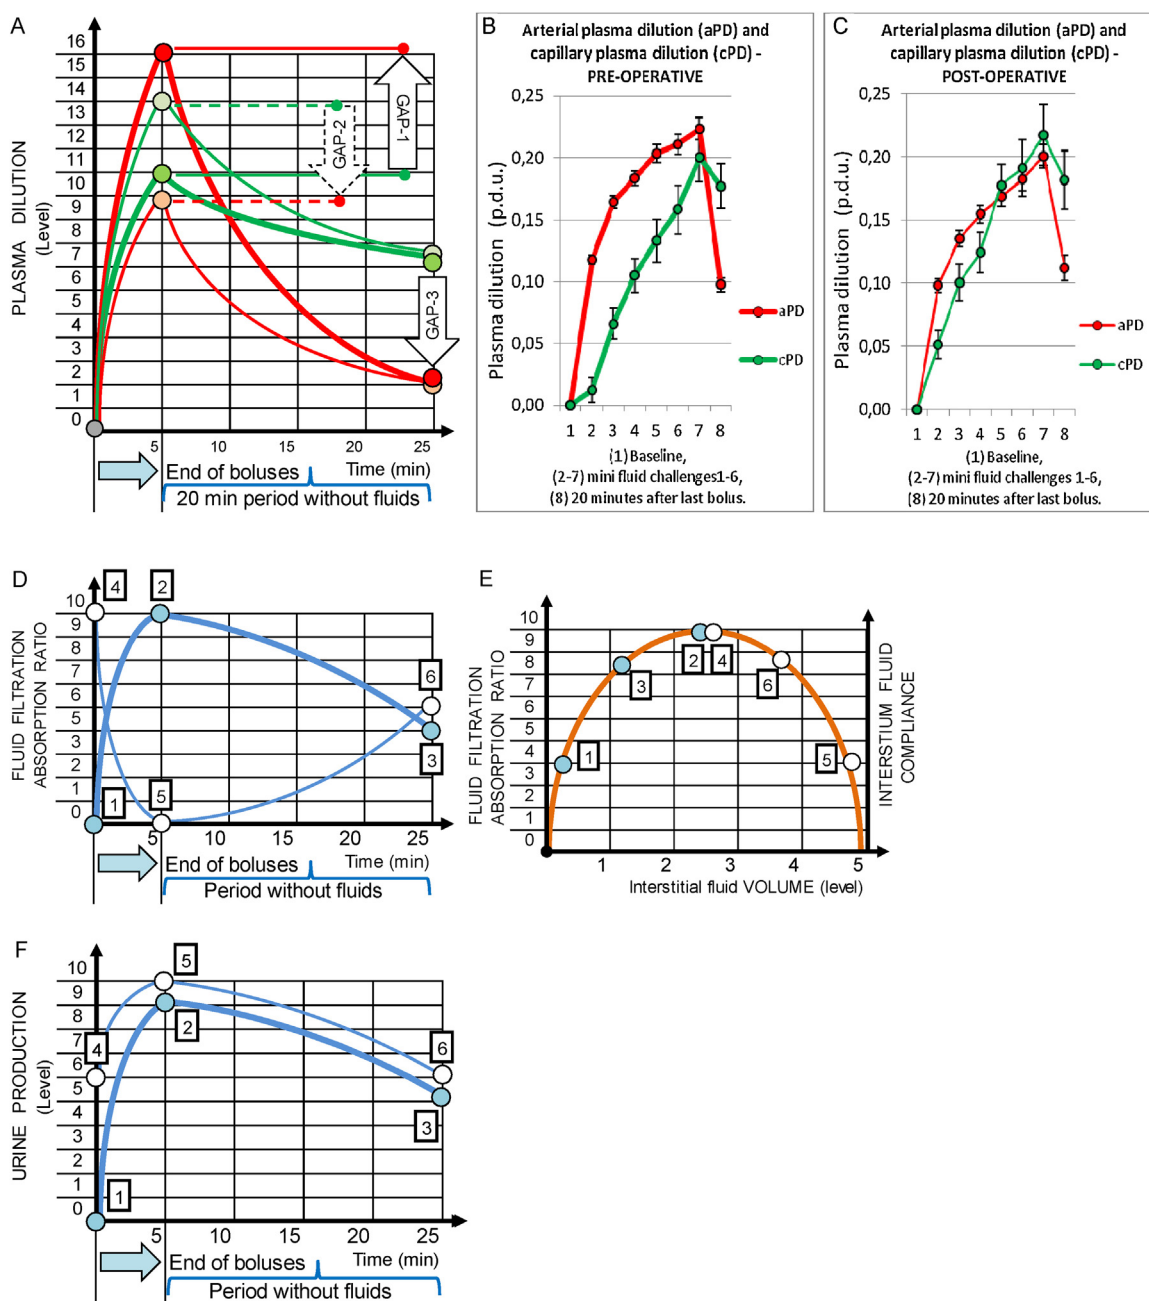 A
PLASMA DILUTION
(Level)
16
15
14
13
12
11
10
9
8
7
6
5
4
3
2
1
0
GAP-1
GAP-2
GAP-3
5 10 15 20 25
End of boluses Time (min)
20 min period without fluids
B
Arterial plasma dilution (aPD) and
capillary plasma dilution (cPD) -
PRE-OPERATIVE
Plasma dilution (p.d.u.)
0,25
0,20
0,15
0,10
0,05
0,00
aPD
cPD
1 2 3 4 5 6 7 8
(1) Baseline,
(2-7) mini fluid challenges1-6,
(8) 20 minutes after last bolus.
C
Arterial plasma dilution (aPD) and
capillary plasma dilution (cPD) -
POST-OPERATIVE
Plasma dilution (p.d.u.)
0,25
0,20
0,15
0,10
0,05
0,00
aPD
cPD
1 2 3 4 5 6 7 8
(1) Baseline,
(2-7) mini fluid challenges 1-6,
(8) 20 minutes after last bolus.
D
FLUID FILTRATION
ABSORPTION RATIO
10
9
8
7
6
5
4
3
2
1
0
4
2
6
3
1
5
5 10 15 20 25
End of boluses Time (min)
Period without fluids
E
FLUID FILTRATION
ABSORPTION RATIO
10
9
8
7
6
5
4
3
2
1
0
2
4
3
6
1
5
INTERSTIUM FLUID
COMPLIANCE
1 2 3 4 5
Interstitial fluid VOLUME (level)
F
URINE PRODUCTION
(Level)
10
9
8
7
6
5
4
3
2
1
0
5
2
4
6
3
1
5 10 15 20 25
End of boluses Time (min)
Period without fluids